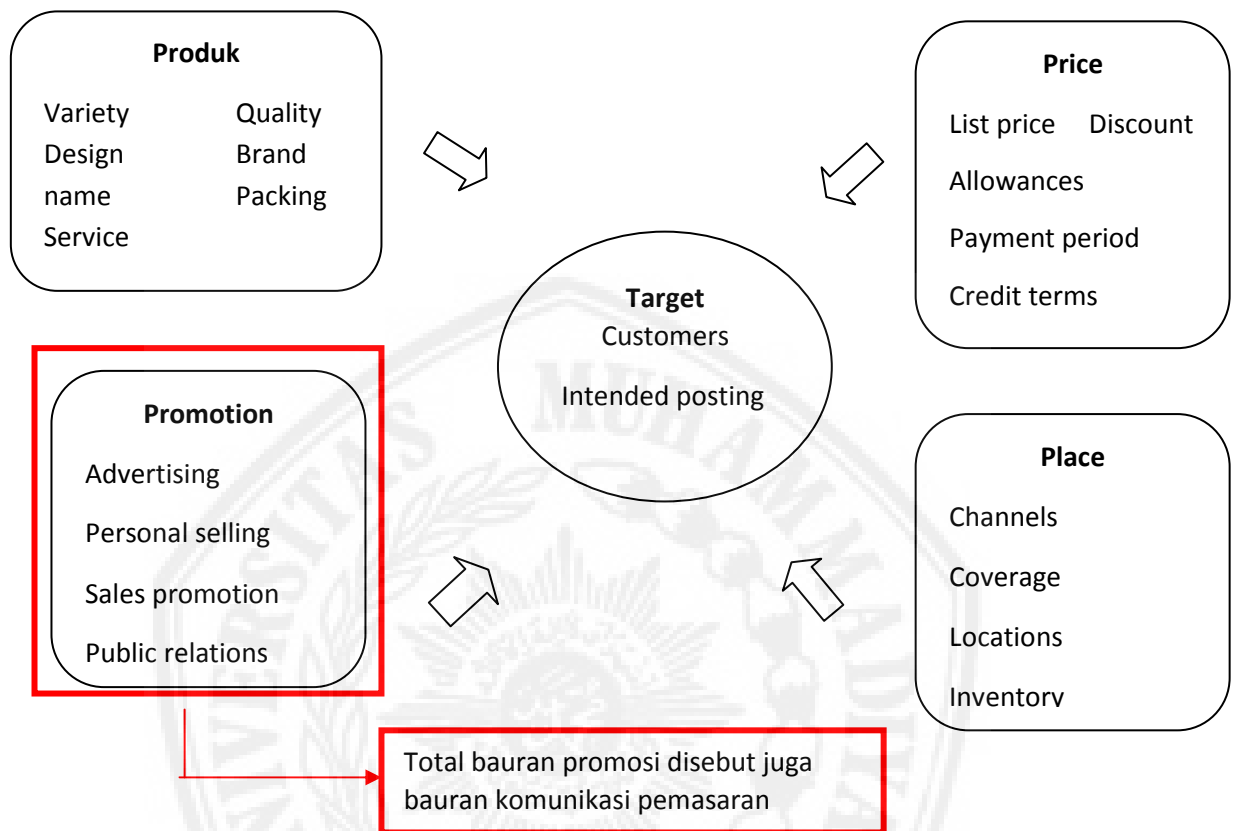 Produk
Variety Quality
Design Brand
name Packing
Service
Price
List price Discount
Allowances
Payment period
Credit terms
Target
Customers
Intended posting
Promotion
Advertising
Personal selling
Sales promotion
Public relations
Place
Channels
Coverage
Locations
Inventory
Total bauran promosi disebut juga
bauran komunikasi pemasaran
UNIVERSITAS MUHAMMADIYA